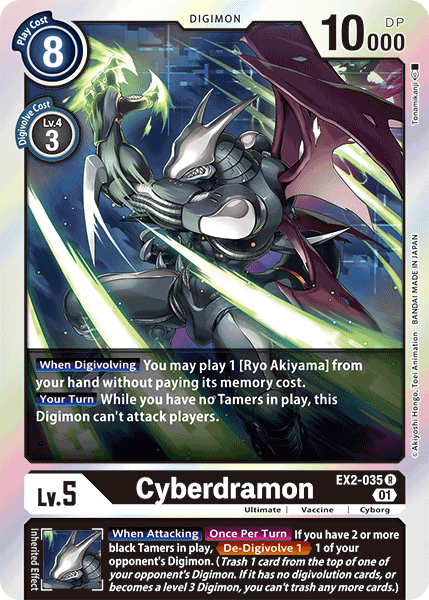 DIGIMON
Play Cost
8
10000
DP
Digivolve Cost
Lv.4
3
Tonamikanji
©Akiyoshi Hongo, Toei Animation BANDAI MADE IN JAPAN
When Digivolving You may play 1 [Ryo Akiyama] from
your hand without paying its memory cost.
Your Turn While you have no Tamers in play, this
Digimon can't attack players.
EX2-035 R
01
Lv.5
Cyberdramon
Ultimate | Vaccine | Cyborg
Inherited Effect
When Attacking Once Per Turn If you have 2 or more
black Tamers in play, De-Digivolve 1 1 of your
opponent's Digimon. (Trash 1 card from the top of one
of your opponent's Digimon. If it has no digivolution cards, or
becomes a level 3 Digimon, you can't trash any more cards.)